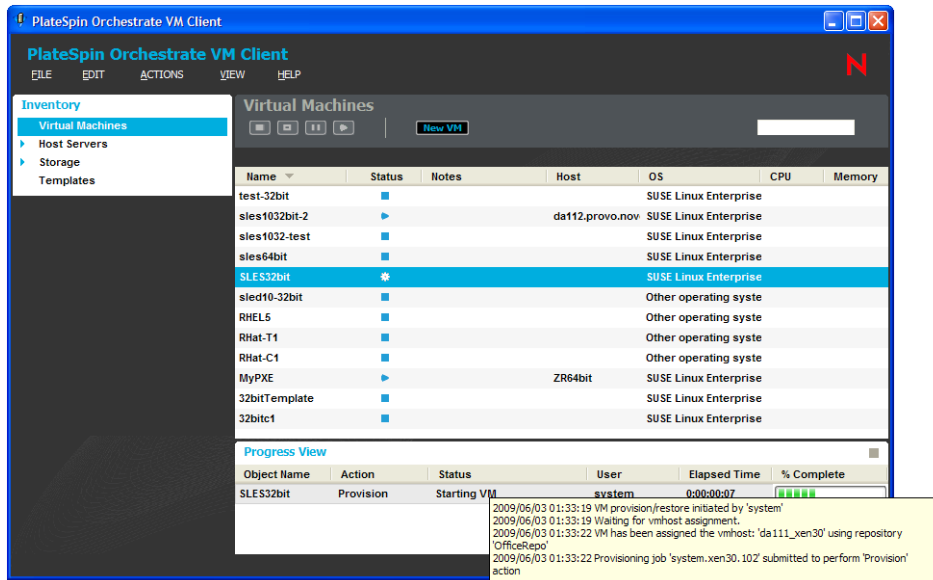 PlateSpin Orchestrate VM Client
PlateSpin Orchestrate VM Client
FILE EDIT ACTIONS VIEW HELP
N
Inventory
Virtual Machines
Host Servers
Storage
Templates
Virtual Machines
New VM
Name Status Notes Host OS CPU Memory
test-32bit SUSE Linux Enterprise
sles1032bit-2 da112.provo.nov SUSE Linux Enterprise
sles1032-test SUSE Linux Enterprise
sles64bit SUSE Linux Enterprise
SLES32bit SUSE Linux Enterprise
sled10-32bit Other operating syste
RHEL5 Other operating syste
RHat-T1 Other operating syste
RHat-C1 Other operating syste
MyPXE ZR64bit SUSE Linux Enterprise
32bitTemplate SUSE Linux Enterprise
32bitc1 SUSE Linux Enterprise
Progress View
Object Name Action Status User Elapsed Time % Complete
SLES32bit Provision Starting VM system 0:00:00:07
2009/06/03 01:33:19 VM provision/restore initiated by 'system'
2009/06/03 01:33:19 Waiting for vmhost assignment.
2009/06/03 01:33:22 VM has been assigned the vmhost: 'da111_xen30' using repository
'OfficeRepo'
2009/06/03 01:33:22 Provisioning job 'system.xen30.102' submitted to perform 'Provision'
action